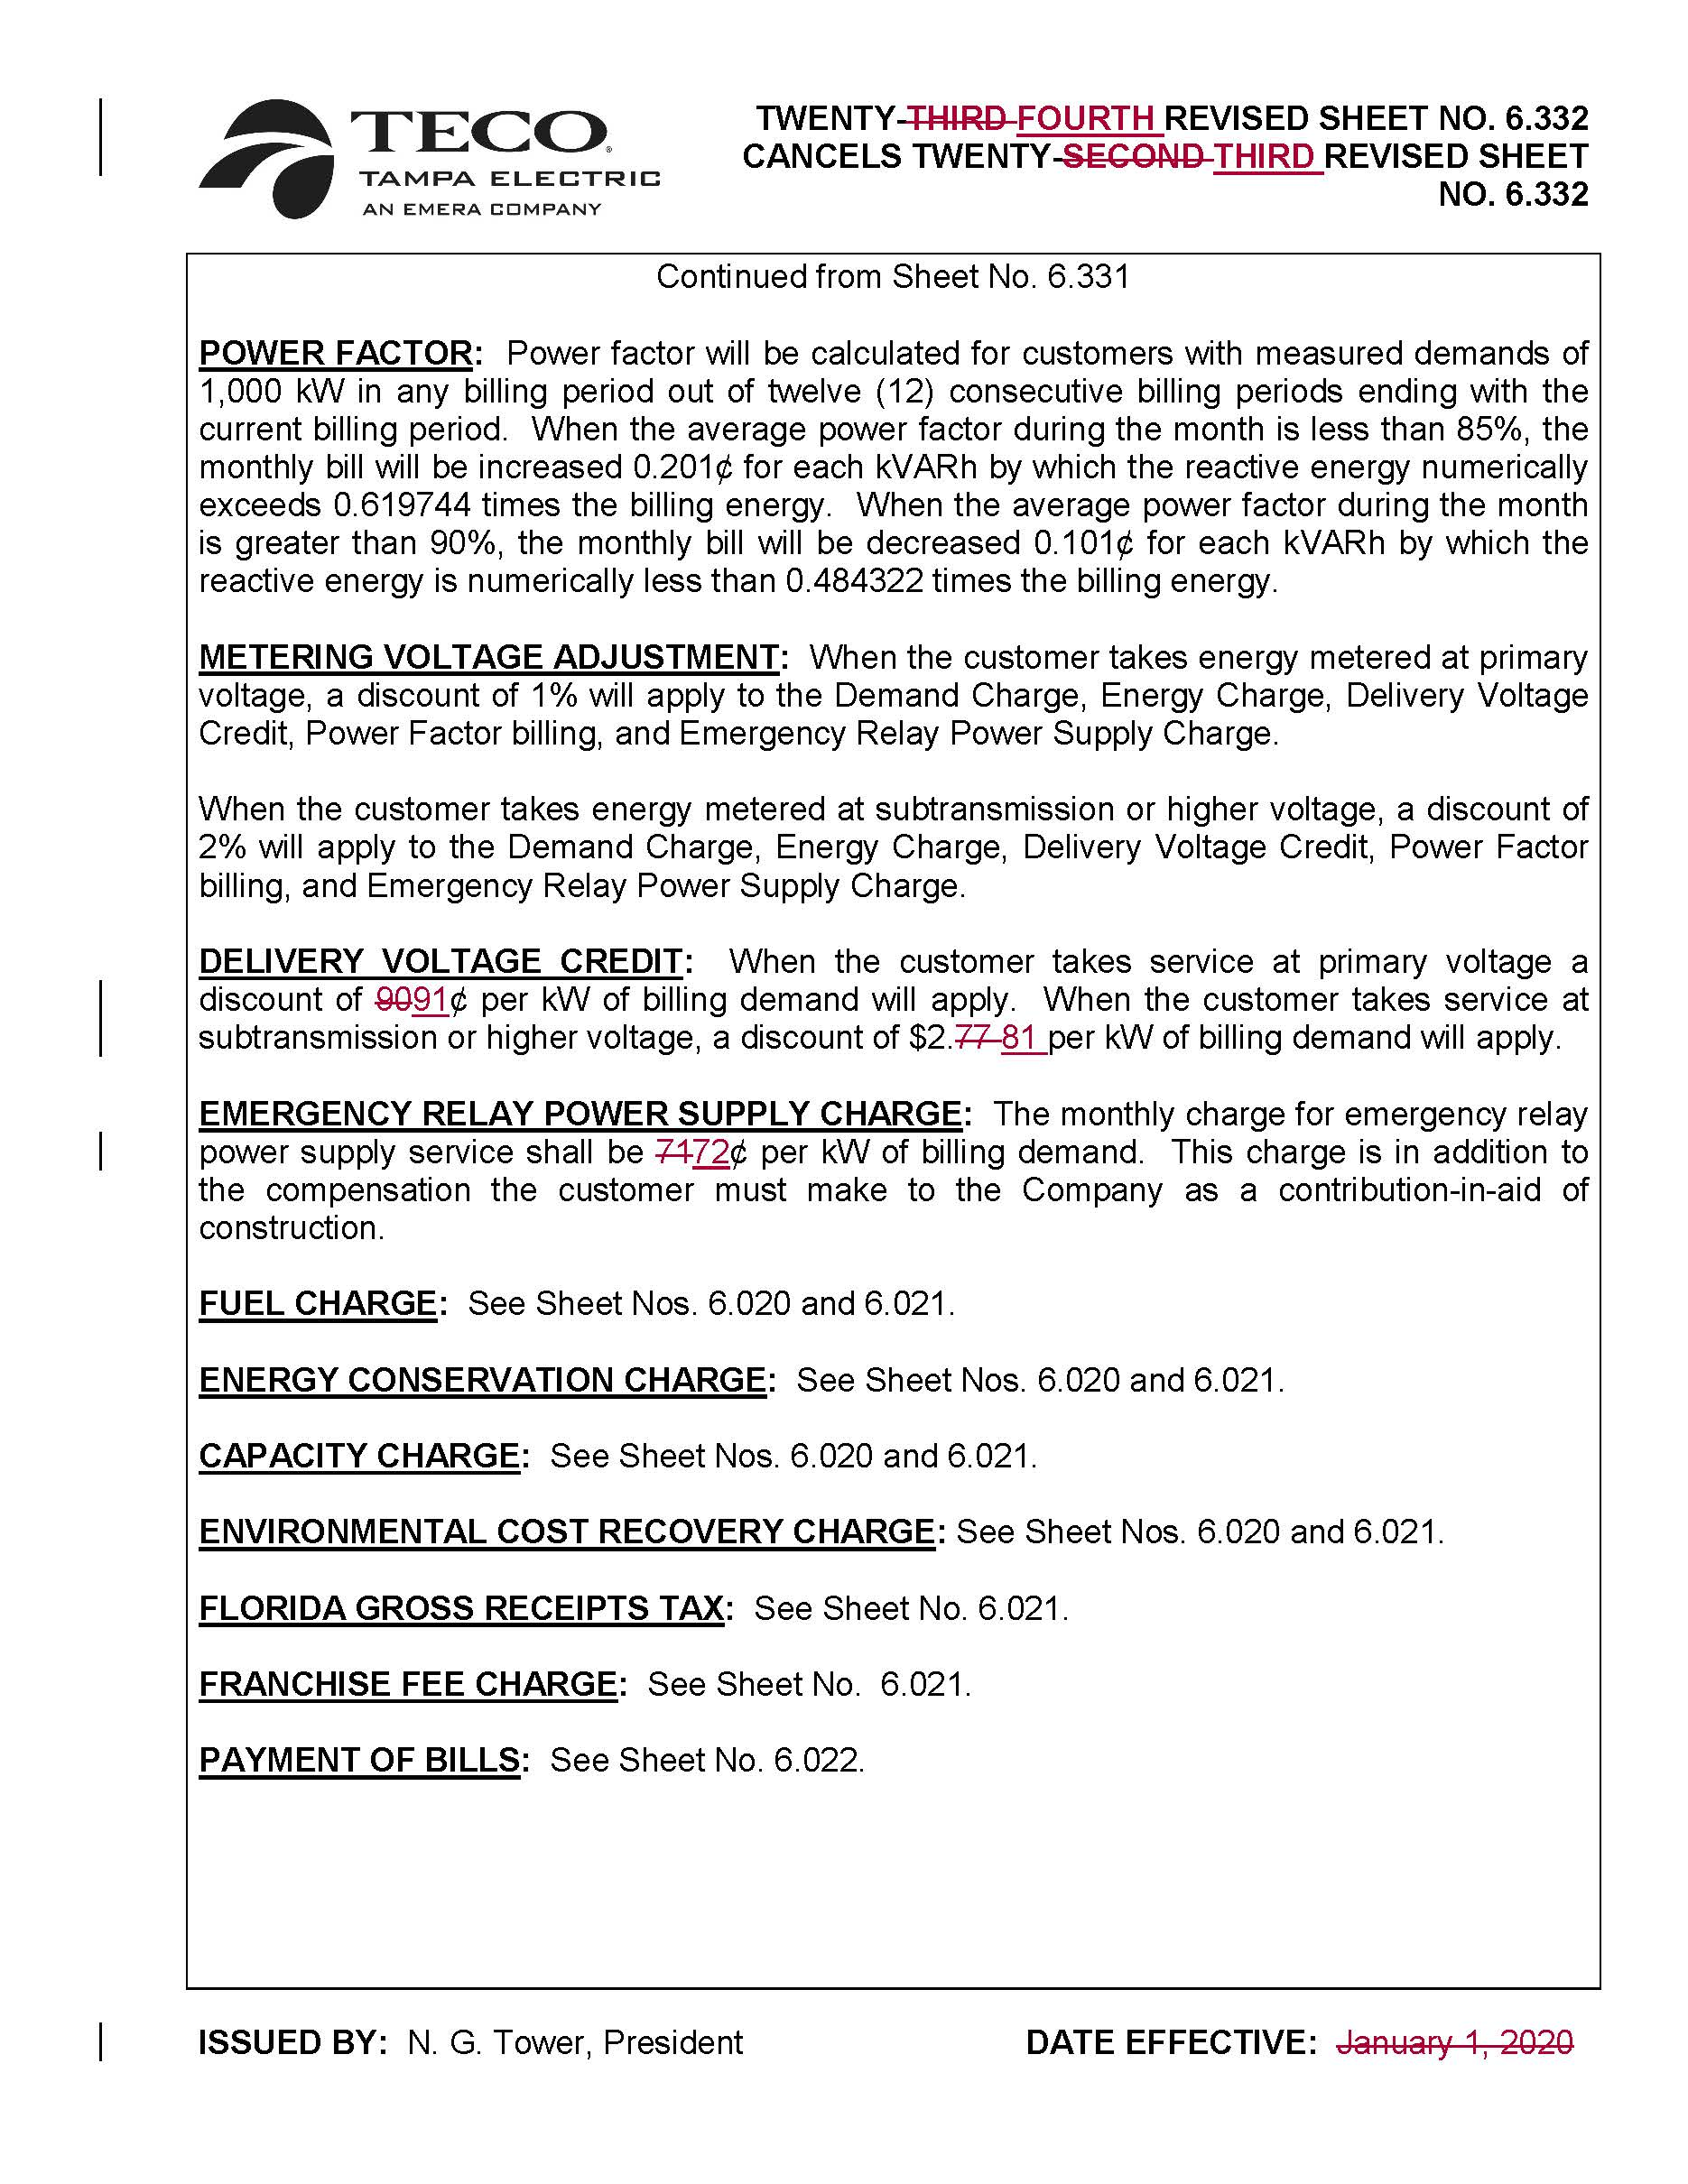 TECO®
TAMPA ELECTRIC
AN EMERA COMPANY
TWENTY-THIRD FOURTH REVISED SHEET NO. 6.332
CANCELS TWENTY-SECOND THIRD REVISED SHEET
NO. 6.332
Continued from Sheet No. 6.331
POWER FACTOR: Power factor will be calculated for customers with measured demands of
1,000 kW in any billing period out of twelve (12) consecutive billing periods ending with the
current billing period. When the average power factor during the month is less than 85%, the
monthly bill will be increased 0.201¢ for each kVARh by which the reactive energy numerically
exceeds 0.619744 times the billing energy. When the average power factor during the month
is greater than 90%, the monthly bill will be decreased 0.101¢ for each kVARh by which the
reactive energy is numerically less than 0.484322 times the billing energy.
METERING VOLTAGE ADJUSTMENT: When the customer takes energy metered at primary
voltage, a discount of 1% will apply to the Demand Charge, Energy Charge, Delivery Voltage
Credit, Power Factor billing, and Emergency Relay Power Supply Charge.
When the customer takes energy metered at subtransmission or higher voltage, a discount of
2% will apply to the Demand Charge, Energy Charge, Delivery Voltage Credit, Power Factor
billing, and Emergency Relay Power Supply Charge.
DELIVERY VOLTAGE CREDIT: When the customer takes service at primary voltage a
discount of 9091¢ per kW of billing demand will apply. When the customer takes service at
subtransmission or higher voltage, a discount of $2.77 81 per kW of billing demand will apply.
EMERGENCY RELAY POWER SUPPLY CHARGE: The monthly charge for emergency relay
power supply service shall be 7172¢ per kW of billing demand. This charge is in addition to
the compensation the customer must make to the Company as a contribution-in-aid of
construction.
FUEL CHARGE: See Sheet Nos. 6.020 and 6.021.
ENERGY CONSERVATION CHARGE: See Sheet Nos. 6.020 and 6.021.
CAPACITY CHARGE: See Sheet Nos. 6.020 and 6.021.
ENVIRONMENTAL COST RECOVERY CHARGE: See Sheet Nos. 6.020 and 6.021.
FLORIDA GROSS RECEIPTS TAX: See Sheet No. 6.021.
FRANCHISE FEE CHARGE: See Sheet No. 6.021.
PAYMENT OF BILLS: See Sheet No. 6.022.
ISSUED BY: N. G. Tower, President
DATE EFFECTIVE: January 1, 2020